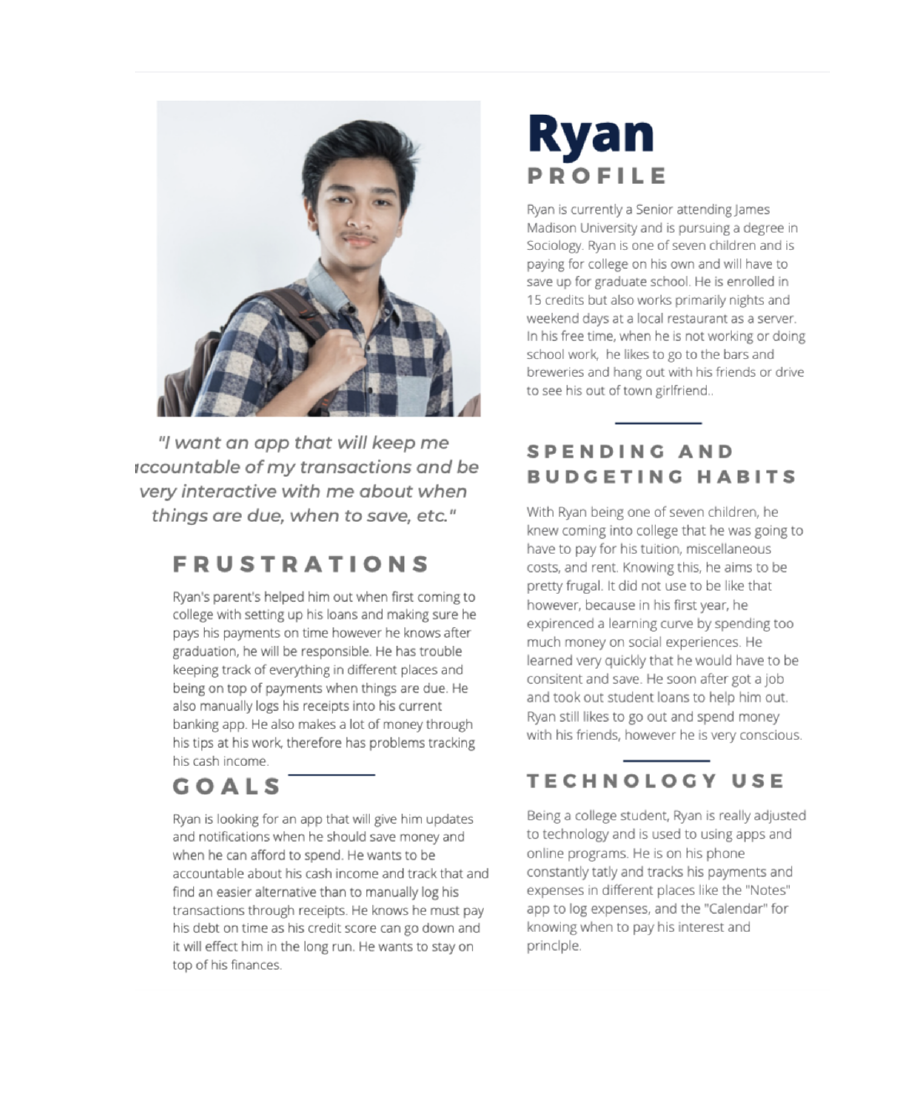 Ryan
PROFILE
Ryan is currently a Senior attending James
Madison University and is pursuing a degree in
Sociology. Ryan is one of seven children and is
paying for college on his own and will have to
save up for graduate school. He is enrolled in
15 credits but also works primarily nights and
weekend days at a local restaurant as a server.
In his free time, when he is not working or doing
school work,  he likes to go to the bars and
breweries and hang out with his friends or drive
to see his out of town girlfriend..
"I want an app that will keep me
accountable of my transactions and be
very interactive with me about when
things are due, when to save, etc."
FRUSTRATIONS
Ryan's parent's helped him out when first coming to
college with setting up his loans and making sure he
pays his payments on time however he knows after
graduation, he will be responsible. He has trouble
keeping track of everything in different places and
being on top of payments when things are due. He
also manually logs his receipts into his current
banking app. He also makes a lot of money through
his tips at his work, therefore has problems tracking
his cash income.
GOALS
Ryan is looking for an app that will give him updates
and notifications when he should save money and
when he can afford to spend. He wants to be
accountable about his cash income and track that and
find an easier alternative than to manually log his
transactions through receipts. He knows he must pay
his debt on time as his credit score can go down and
it will effect him in the long run. He wants to stay on
top of his finances.
SPENDING AND
BUDGETING HABITS
With Ryan being one of seven children, he
knew coming into college that he was going to
have to pay for his tuition, miscellaneous
costs, and rent. Knowing this, he aims to be
pretty frugal. It did not use to be like that
however, because in his first year, he
expirenced a learning curve by spending too
much money on social experiences. He
learned very quickly that he would have to be
consitent and save. He soon after got a job
and took out student loans to help him out.
Ryan still likes to go out and spend money
with his friends, however he is very conscious.
TECHNOLOGY USE
Being a college student, Ryan is really adjusted
to technology and is used to using apps and
online programs. He is on his phone
constantly tatly and tracks his payments and
expenses in different places like the "Notes"
app to log expenses, and the "Calendar" for
knowing when to pay his interest and
princlple.